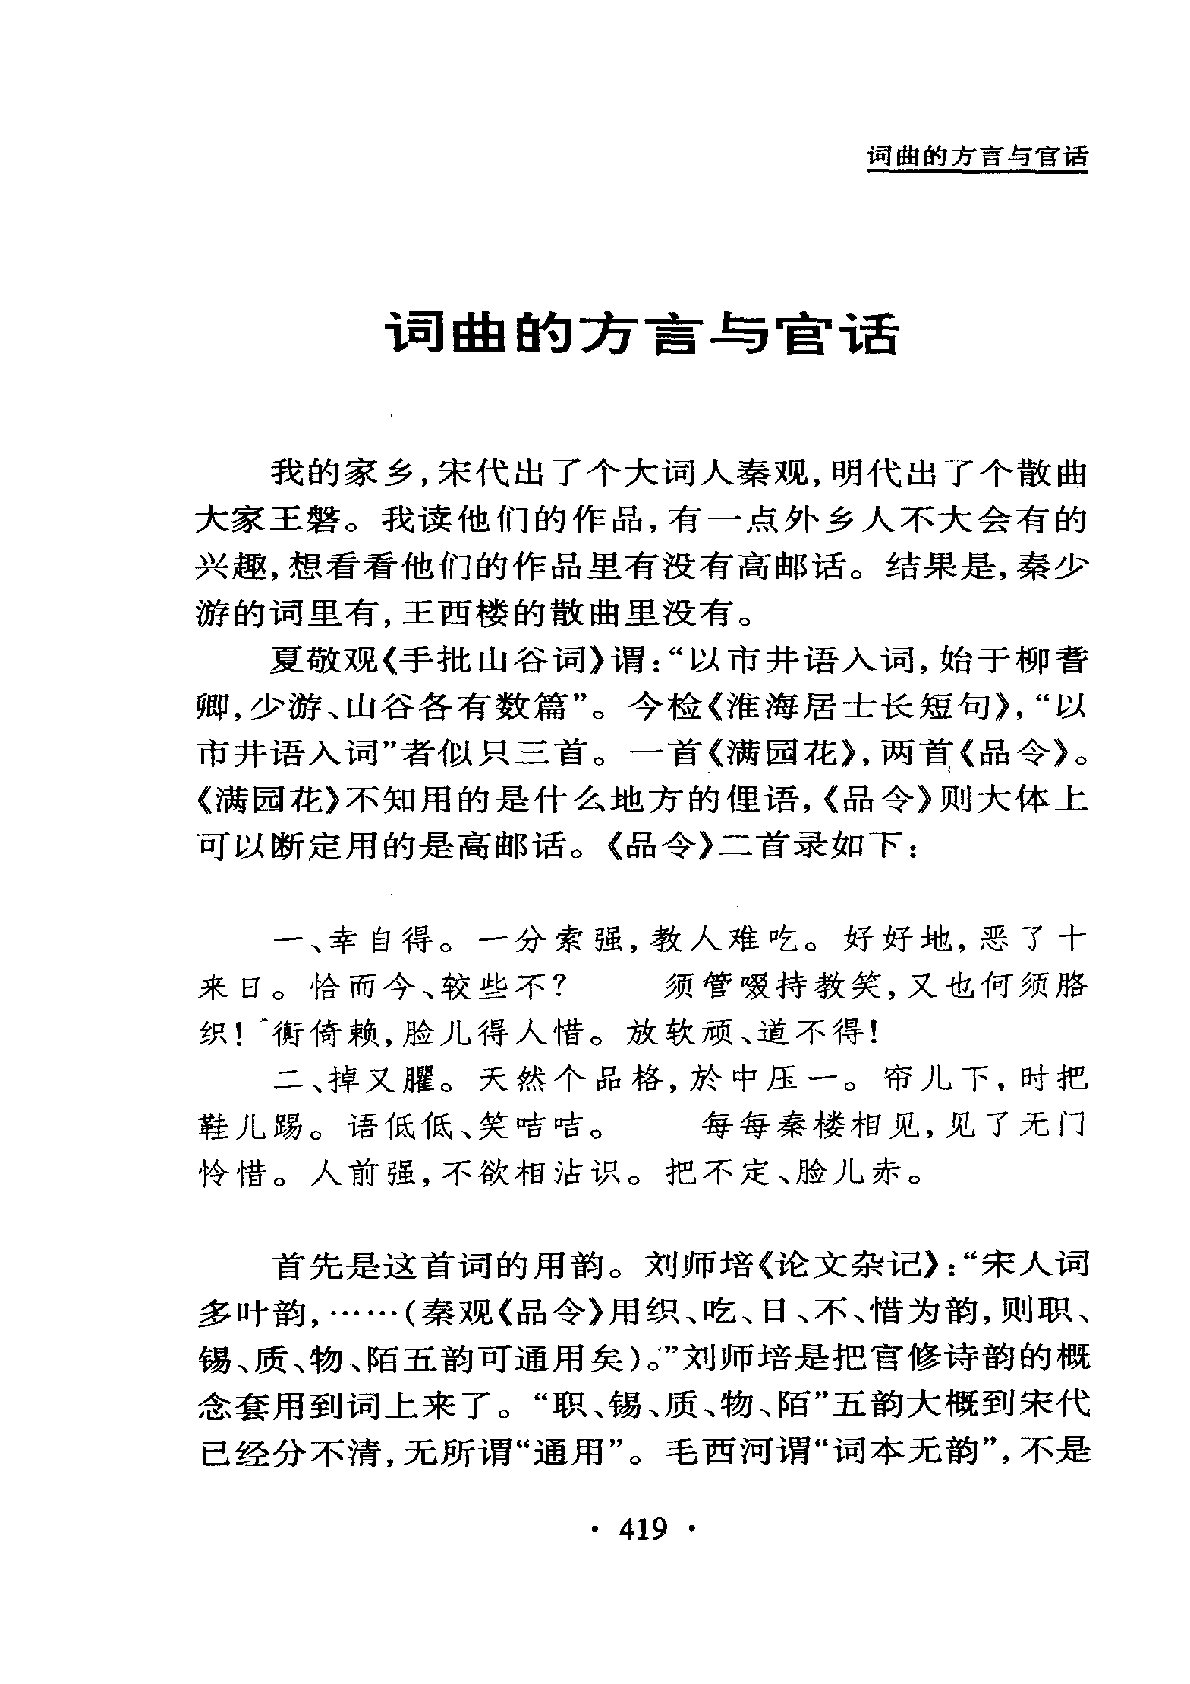 词曲的方言与官话
词曲的方言与官话
我的家乡,宋代出了个大词人秦观,明代出了个散曲
大家王磐。我读他们的作品,有一点外乡人不大会有的
兴趣,想看看他们的作品里有没有高邮话。结果是,秦少
游的词里有,王西楼的散曲里没有。
夏敬观《手批山谷词》谓:“以市井语入词,始于柳耆
卿,少游、山谷各有数篇”。今检《淮海居士长短句》,“以
市井语入词”者似只三首。一首《满园花》,两首《品令》。
《满园花》不知用的是什么地方的俚语,《品令》则大体上
可以断定用的是高邮话。《品令》二首录如下:
一、幸自得。一分索强,教人难吃。好好地,恶了十
来日。恰而今、较些不? 须管啜持教笑,又也何须胳
织!衠倚赖,脸儿得人惜。放软顽、道不得!
二、掉又臞。天然个品格,於中压一。帘儿下,时把
鞋儿踢。语低低、笑咭咭。 每每秦楼相见,见了无门
怜惜。人前强,不欲相沾识。把不定、脸儿赤。
首先是这首词的用韵。刘师培《论文杂记》:“宋人词
多叶韵,……(秦观《品令》用织、吃、日、不、惜为韵,则职、
锡、质、物、陌五韵可通用矣)。”刘师培是把官修诗韵的概
念套用到词上来了。“职、锡、质、物、陌”五韵大概到宋代
已经分不清,无所谓“通用”。毛西河谓“词本无韵”,不是
· 419 ·